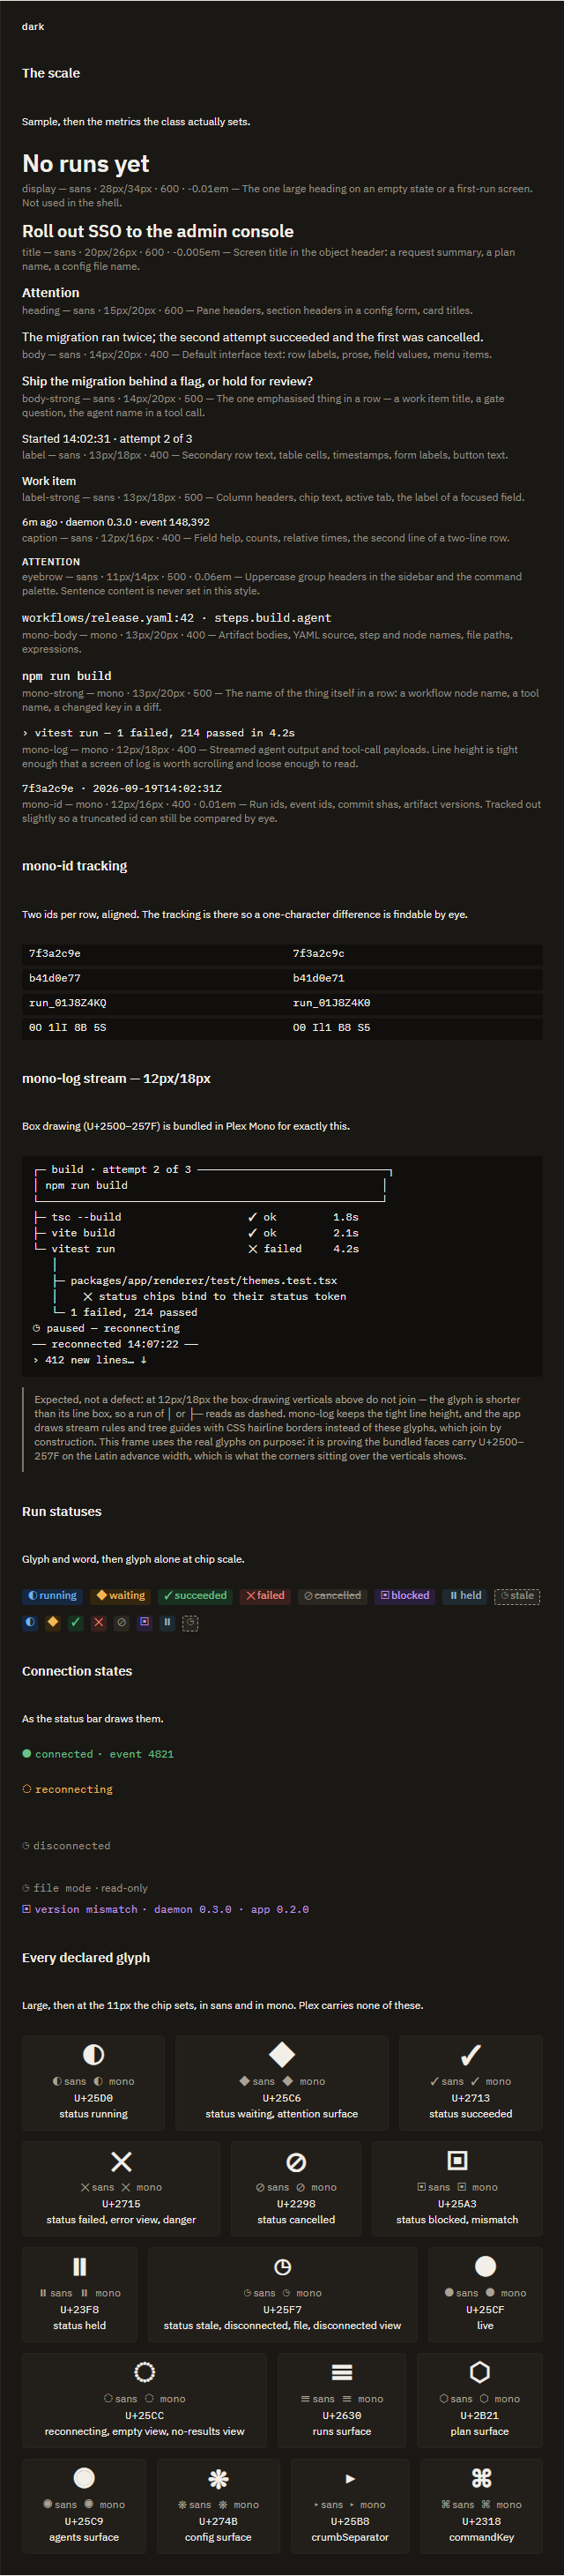 dark
The scale
Sample, then the metrics the class actually sets.
No runs yet
display — sans · 28px/34px · 600 · -0.01em — The one large heading on an empty state or a first-run screen.
Not used in the shell.
Roll out SSO to the admin console
title — sans · 20px/26px · 600 · -0.005em — Screen title in the object header: a request summary, a plan
name, a config file name.
Attention
heading — sans · 15px/20px · 600 — Pane headers, section headers in a config form, card titles.
The migration ran twice; the second attempt succeeded and the first was cancelled.
body — sans · 14px/20px · 400 — Default interface text: row labels, prose, field values, menu items.
Ship the migration behind a flag, or hold for review?
body-strong — sans · 14px/20px · 500 — The one emphasised thing in a row — a work item title, a gate
question, the agent name in a tool call.
Started 14:02:31 · attempt 2 of 3
label — sans · 13px/18px · 400 — Secondary row text, table cells, timestamps, form labels, button text.
Work item
label-strong — sans · 13px/18px · 500 — Column headers, chip text, active tab, the label of a focused field.
6m ago · daemon 0.3.0 · event 148,392
caption — sans · 12px/16px · 400 — Field help, counts, relative times, the second line of a two-line row.
ATTENTION
eyebrow — sans · 11px/14px · 500 · 0.06em — Uppercase group headers in the sidebar and the command
palette. Sentence content is never set in this style.
workflows/release.yaml:42 · steps.build.agent
mono-body — mono · 13px/20px · 400 — Artifact bodies, YAML source, step and node names, file paths,
expressions.
npm run build
mono-strong — mono · 13px/20px · 500 — The name of the thing itself in a row: a workflow node name, a tool
name, a changed key in a diff.
› vitest run — 1 failed, 214 passed in 4.2s
mono-log — mono · 12px/18px · 400 — Streamed agent output and tool-call payloads. Line height is tight
enough that a screen of log is worth scrolling and loose enough to read.
7f3a2c9e · 2026-09-19T14:02:31Z
mono-id — mono · 12px/16px · 400 · 0.01em — Run ids, event ids, commit shas, artifact versions. Tracked out
slightly so a truncated id can still be compared by eye.
mono-id tracking
Two ids per row, aligned. The tracking is there so a one-character difference is findable by eye.
7f3a2c9e 7f3a2c9c
b41d0e77 b41d0e71
run_01J8Z4KQ run_01J8Z4K0
0O 1lI 8B 5S O0 Il1 B8 S5
mono-log stream — 12px/18px
Box drawing (U+2500–257F) is bundled in Plex Mono for exactly this.
┌─ build · attempt 2 of 3 ─────────────────────────────┐
│ npm run build │
└──────────────────────────────────────────────────────┘
├─ tsc --build ✓ ok 1.8s
├─ vite build ✓ ok 2.1s
└─ vitest run ✕ failed 4.2s
│
├─ packages/app/renderer/test/themes.test.tsx
│ ✕ status chips bind to their status token
└─ 1 failed, 214 passed
◷ paused — reconnecting
── reconnected 14:07:22 ──
› 412 new lines… ↓
Expected, not a defect: at 12px/18px the box-drawing verticals above do not join — the glyph is shorter
than its line box, so a run of │ or ├─ reads as dashed. mono-log keeps the tight line height, and the app
draws stream rules and tree guides with CSS hairline borders instead of these glyphs, which join by
construction. This frame uses the real glyphs on purpose: it is proving the bundled faces carry U+2500–
257F on the Latin advance width, which is what the corners sitting over the verticals shows.
Run statuses
Glyph and word, then glyph alone at chip scale.
◐ running ◆ waiting ✓ succeeded ✕ failed ⊘ cancelled ▣ blocked ⏸ held ◷ stale
◐ ◆ ✓ ✕ ⊘ ▣ ⏸ ◷
Connection states
As the status bar draws them.
● connected · event 4821
◌ reconnecting
◷ disconnected
◷ file mode · read-only
▣ version mismatch · daemon 0.3.0 · app 0.2.0
Every declared glyph
Large, then at the 11px the chip sets, in sans and in mono. Plex carries none of these.
◐ ◆ ✓
◐ sans ◐ mono ◆ sans ◆ mono ✓ sans ✓ mono
U+25D0 U+25C6 U+2713
status running status waiting, attention surface status succeeded
✕ ⊘ ▣
✕ sans ✕ mono ⊘ sans ⊘ mono ▣ sans ▣ mono
U+2715 U+2298 U+25A3
status failed, error view, danger status cancelled status blocked, mismatch
⏸ ◷ ●
⏸ sans ⏸ mono ◷ sans ◷ mono ● sans ● mono
U+23F8 U+25F7 U+25CF
status held status stale, disconnected, file, disconnected view live
◌ ☰ ⬡
◌ sans ◌ mono ☰ sans ☰ mono ⬡ sans ⬡ mono
U+25CC U+2630 U+2B21
reconnecting, empty view, no-results view runs surface plan surface
◉ ❋ ▸ ⌘
◉ sans ◉ mono ❋ sans ❋ mono ▸ sans ▸ mono ⌘ sans ⌘ mono
U+25C9 U+274B U+25B8 U+2318
agents surface config surface crumbSeparator commandKey